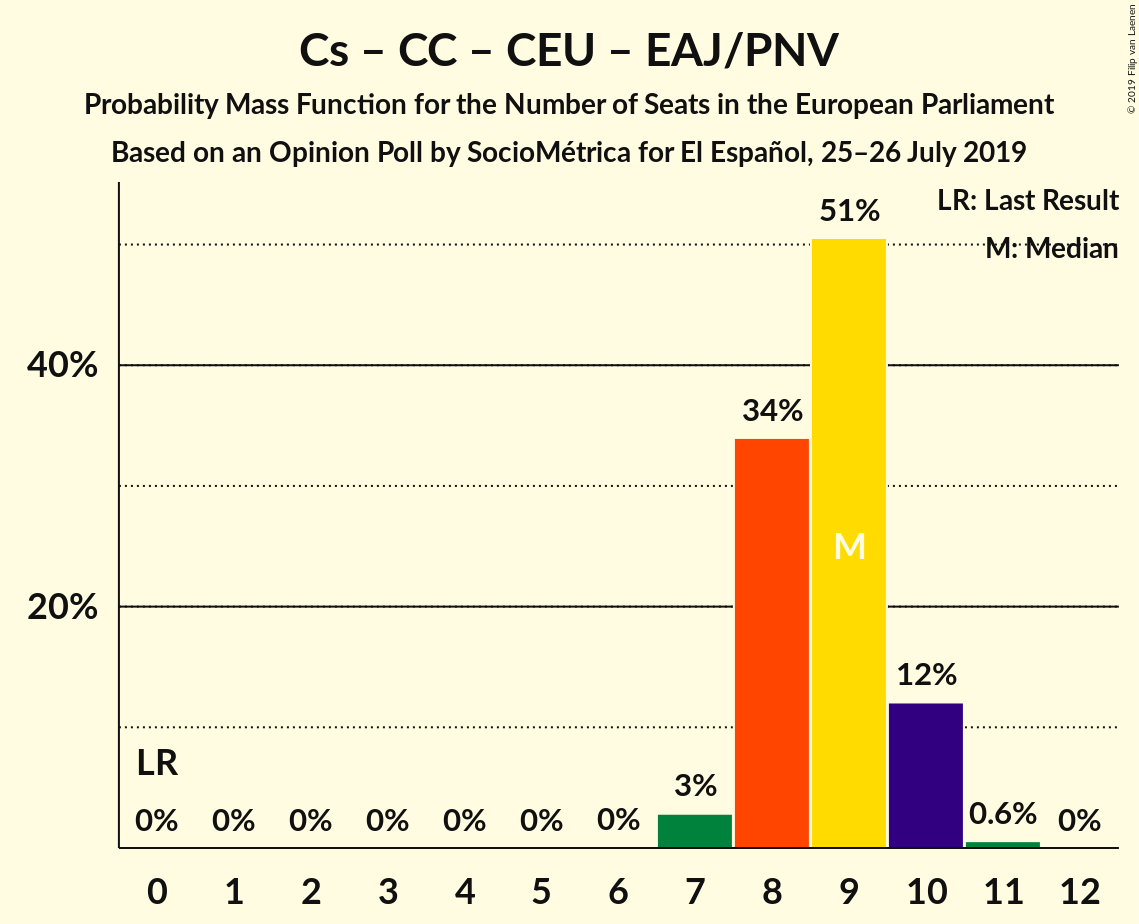 Cs – CC – CEU – EAJ/PNV
Probability Mass Function for the Number of Seats in the European Parliament
Based on an Opinion Poll by SocioMétrica for El Español, 25–26 July 2019
© 2019 Filip van Laenen
LR: Last Result
M: Median
51%
40%
34%
M
20%
12%
LR
3%
0% 0% 0% 0% 0% 0% 0% 0.6% 0%
0 1 2 3 4 5 6 7 8 9 10 11 12